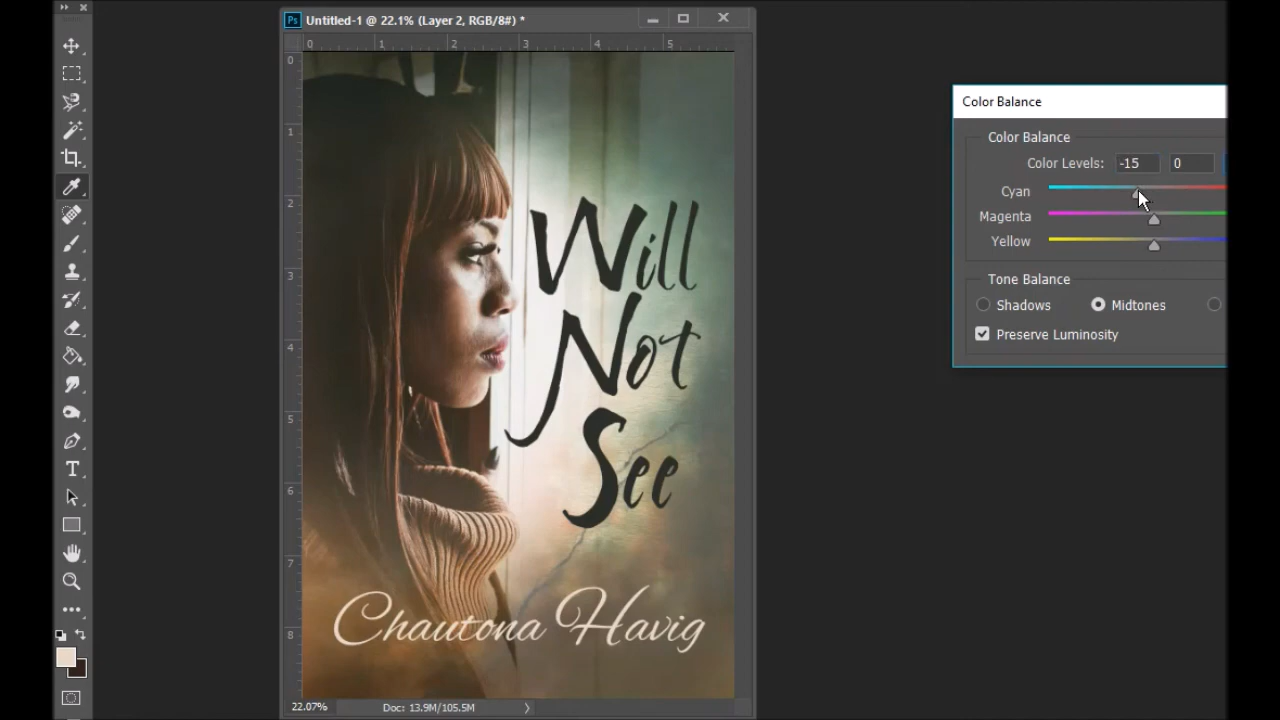 Ps Untitled-1 @ 22.1% (Layer 2, RGB/8#) *
0 1 2 3 4 5
0
1
2
3
4
5
6
7
8
Will
Not
See
Chautona Havig
22.07% Doc: 13.9M/105.5M
T
Color Balance
Color Balance
Color Levels: -15 0
Cyan
Magenta
Yellow
Tone Balance
Shadows Midtones
Preserve Luminosity